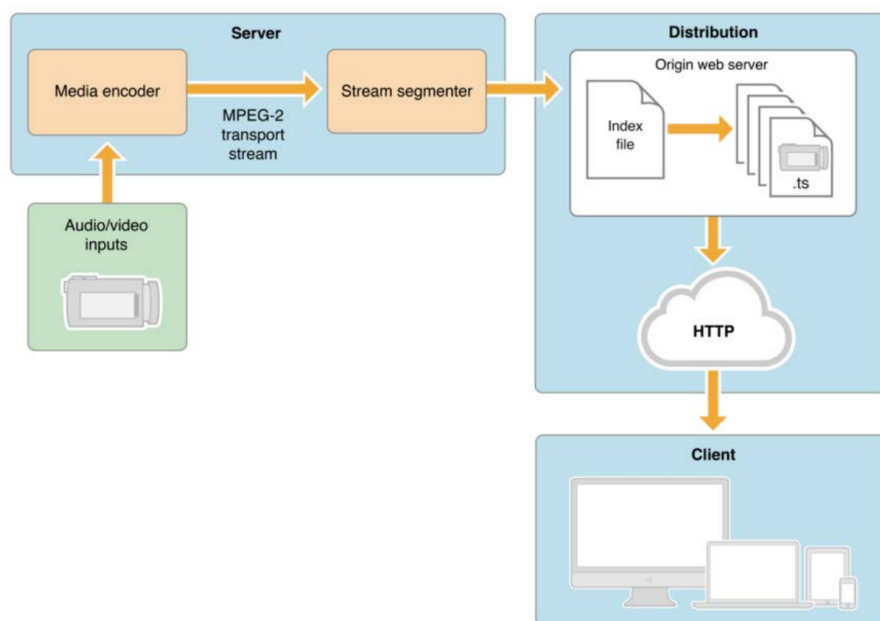 Server
Media encoder
MPEG-2
transport
stream
Stream segmenter
Audio/video
inputs
Distribution
Origin web server
Index
file
.ts
HTTP
Client